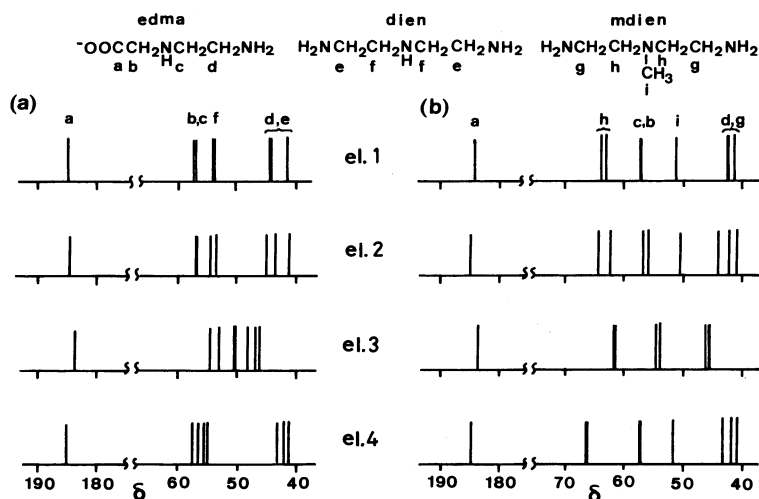 edma dien mdien
⁻OOCCH₂NCH₂CH₂NH₂ H₂NCH₂CH₂NCH₂CH₂NH₂ H₂NCH₂CH₂NCH₂CH₂NH₂
a b H c d e f H f e g h CH₃ h g
i
(a) a b,c f d,e (b) a h c,b i d,g
el.1
el.2
el.3
el.4
190 180 60 50 40 190 180 70 60 50 40
δ δ